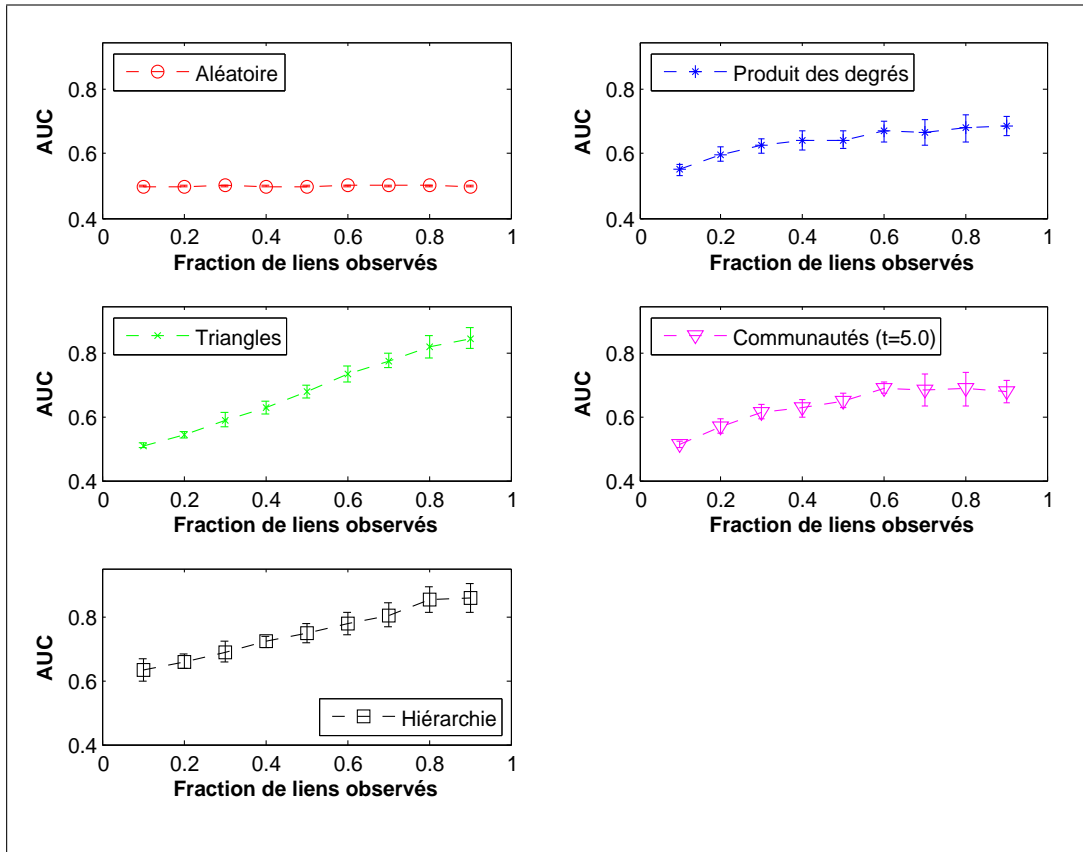 Aléatoire
AUC
0.8
0.6
0.4
0 0.2 0.4 0.6 0.8 1
Fraction de liens observés
Produit des degrés
AUC
0.8
0.6
0.4
0 0.2 0.4 0.6 0.8 1
Fraction de liens observés
Triangles
AUC
0.8
0.6
0.4
0 0.2 0.4 0.6 0.8 1
Fraction de liens observés
Communautés (t=5.0)
AUC
0.8
0.6
0.4
0 0.2 0.4 0.6 0.8 1
Fraction de liens observés
Hiérarchie
AUC
0.8
0.6
0.4
0 0.2 0.4 0.6 0.8 1
Fraction de liens observés